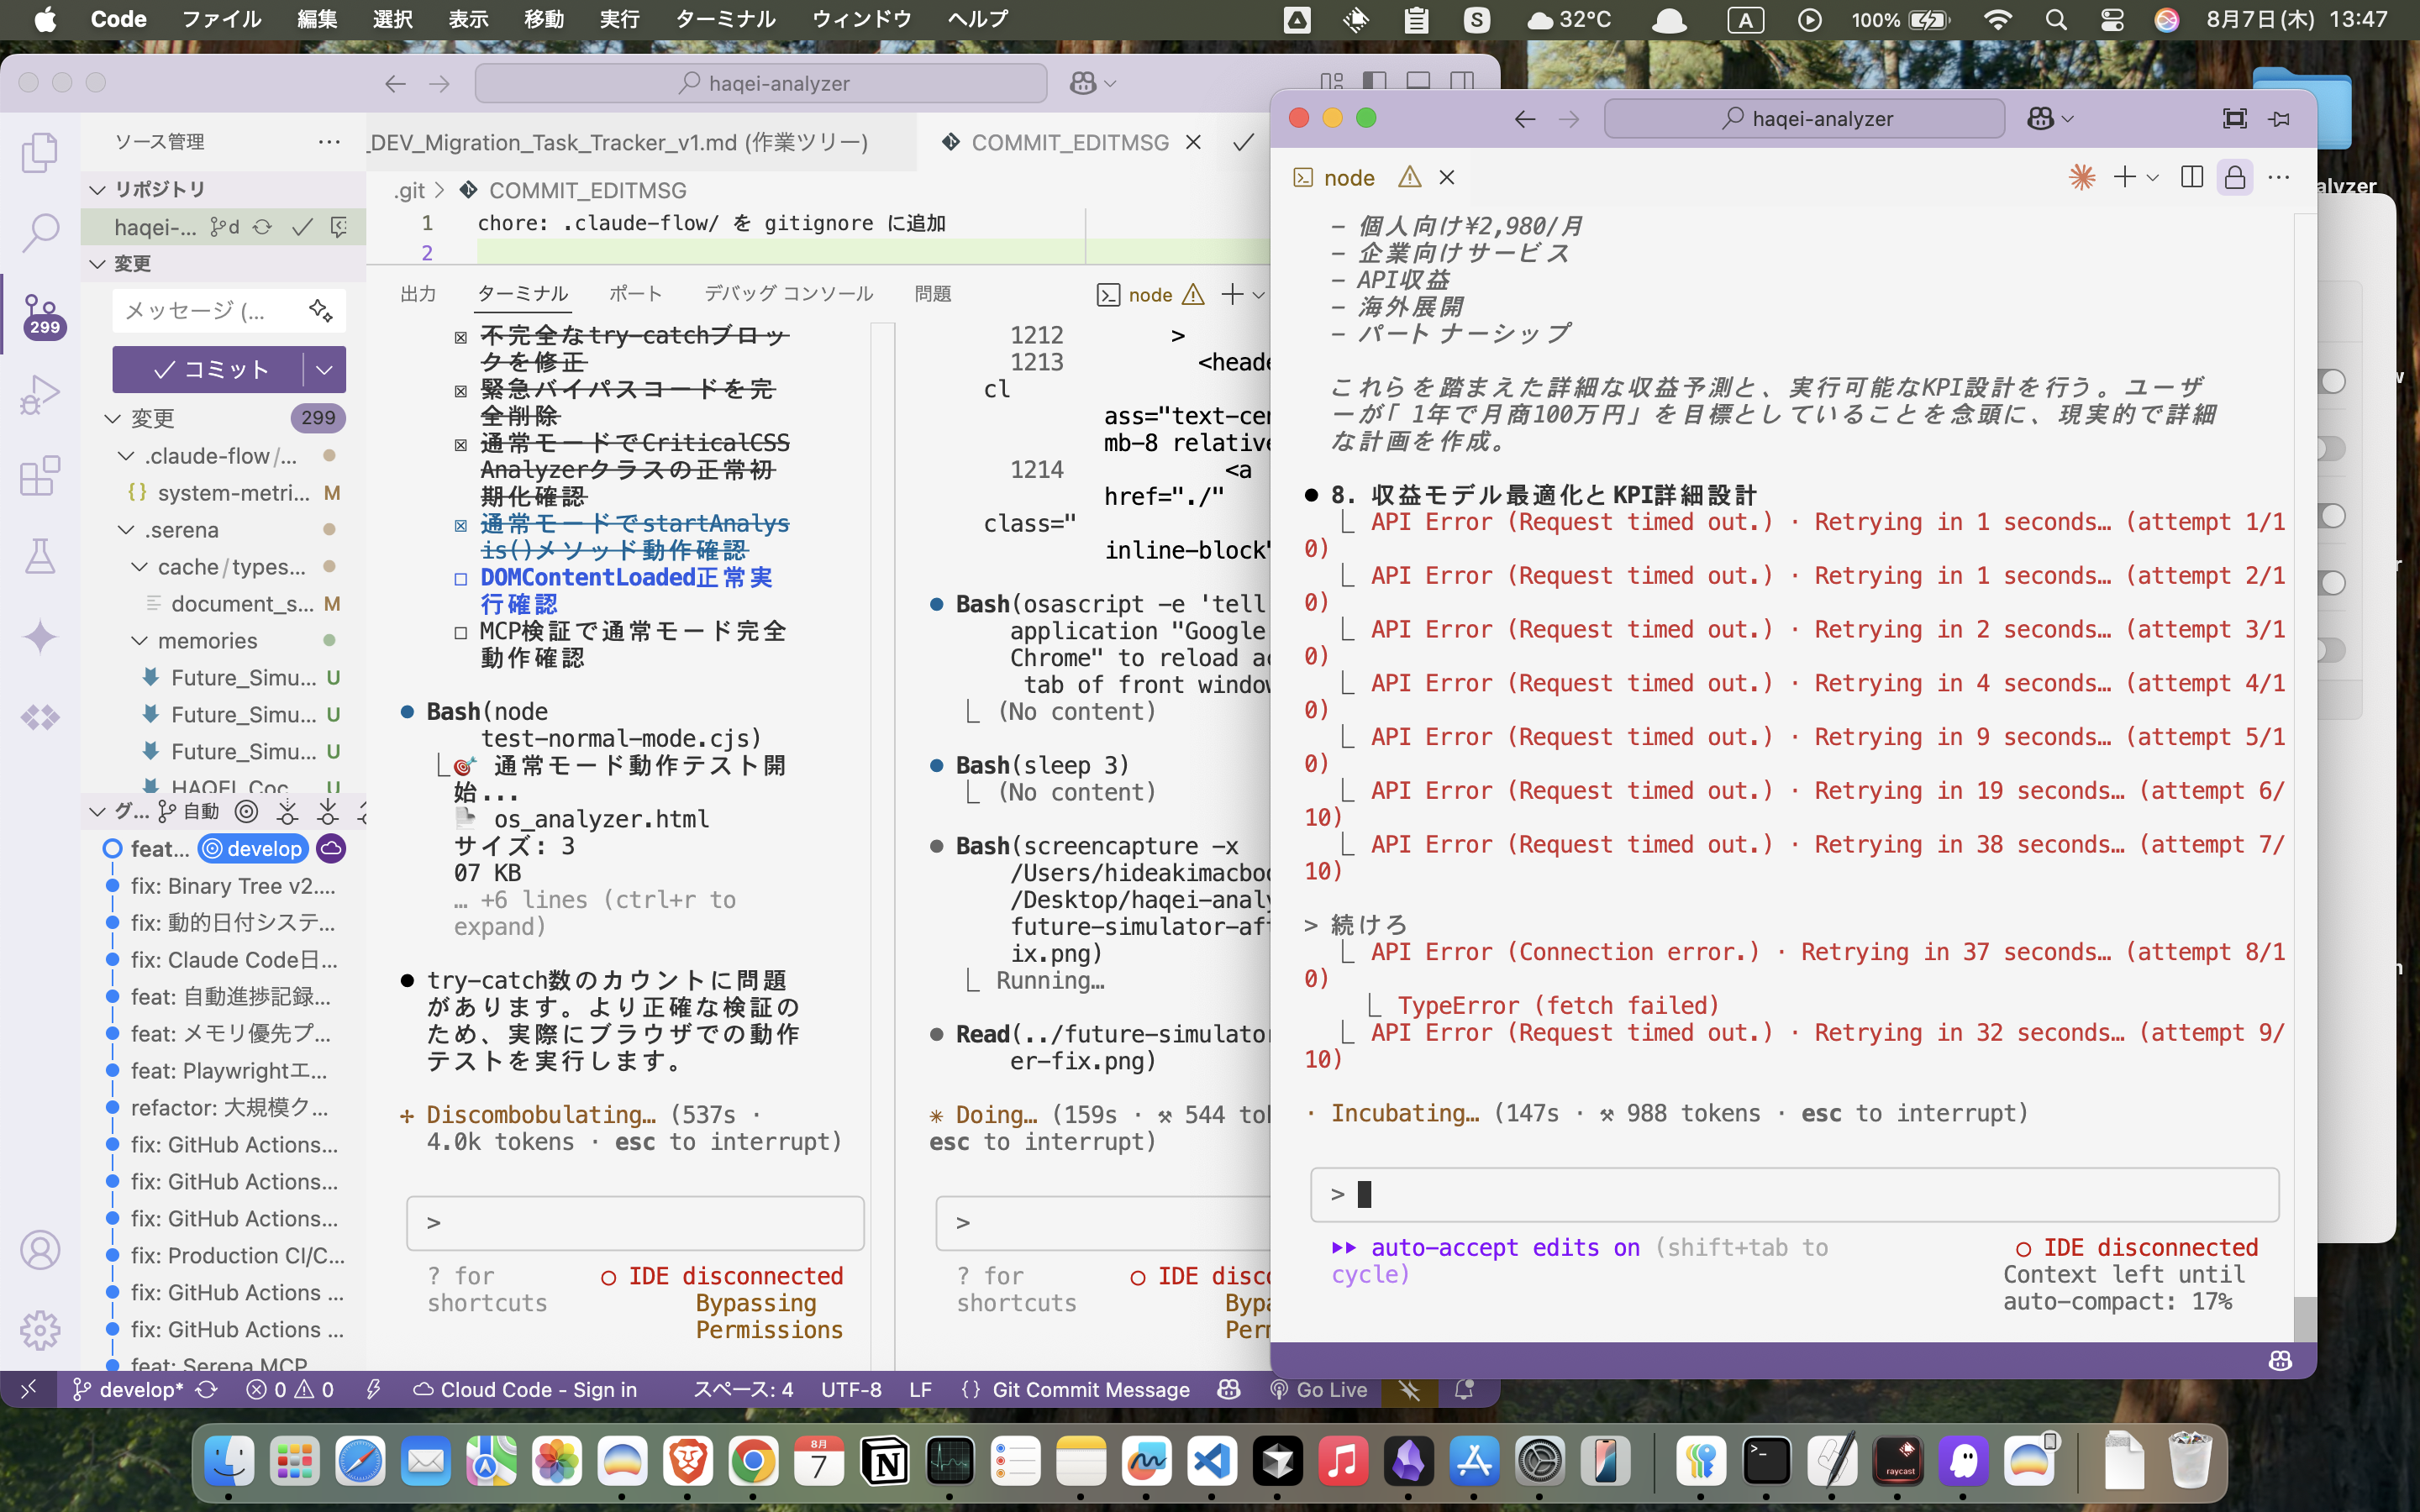 Code ファイル 編集 選択 表示 移動 実行 ターミナル ウィンドウ ヘルプ
32°C A 100% 8月7日(木) 13:47
haqei-analyzer
ソース管理
リポジトリ
haqei-... d
変更
メッセージ (...
コミット
変更 299
.claude-flow/...
system-metri... M
.serena
cache/types...
document_s... M
memories
Future_Simu... U
Future_Simu... U
Future_Simu... U
299
グ... 自動
feat... develop
fix: Binary Tree v2....
fix: 動的日付システ...
fix: Claude Code日...
feat: 自動進捗記録...
feat: メモリ優先プ...
feat: Playwrightエ...
refactor: 大規模ク...
fix: GitHub Actions...
fix: GitHub Actions...
fix: GitHub Actions...
fix: Production CI/C...
fix: GitHub Actions ...
fix: GitHub Actions ...
feat: Serena MCP
_DEV_Migration_Task_Tracker_v1.md (作業ツリー)
COMMIT_EDITMSG
.git > COMMIT_EDITMSG
1 chore: .claude-flow/ を gitignore に追加
2
出力 ターミナル ポート デバッグ コンソール 問題
node
☒ 不完全なtry-catchブロッ
クを修正
☒ 緊急バイパスコードを完
全削除
☒ 通常モードでCriticalCSS
Analyzerクラスの正常初
期化確認
☒ 通常モードでstartAnalys
is()メソッド動作確認
☐ DOMContentLoaded正常実
行確認
☐ MCP検証で通常モード完全
動作確認
● Bash(node
test-normal-mode.cjs)
⎿🎯 通常モード動作テスト開
始...
os_analyzer.html
サイズ: 3
07 KB
… +6 lines (ctrl+r to
expand)
● try-catch数のカウントに問題
があります。より正確な検証の
ため、実際にブラウザでの動作
テストを実行します。
Discombobulating… (537s ·
4.0k tokens · esc to interrupt)
>
? for
shortcuts
○ IDE disconnected
Bypassing
Permissions
1212 >
1213 <heade
cl
ass="text-cen
mb-8 relative
1214 <a
href="./"
class="
inline-block"
● Bash(osascript -e 'tell
application "Google
Chrome" to reload ac
tab of front window
⎿ (No content)
● Bash(sleep 3)
⎿ (No content)
● Bash(screencapture -x
/Users/hideakimacboo
/Desktop/haqei-analy
future-simulator-aft
ix.png)
⎿ Running…
● Read(../future-simulator
er-fix.png)
Doing… (159s · ⚒ 544 tok
esc to interrupt)
>
? for
shortcuts
○ IDE disco
Bypa
Perm
haqei-analyzer
node
- 個人向け¥2,980/月
- 企業向けサービス
- API収益
- 海外展開
- パートナーシップ
これらを踏まえた詳細な収益予測と、実行可能なKPI設計を行う。ユーザ
ーが「1年で月商100万円」を目標としていることを念頭に、現実的で詳細
な計画を作成。
● 8. 収益モデル最適化とKPI詳細設計
⎿ API Error (Request timed out.) · Retrying in 1 seconds… (attempt 1/1
0)
⎿ API Error (Request timed out.) · Retrying in 1 seconds… (attempt 2/1
0)
⎿ API Error (Request timed out.) · Retrying in 2 seconds… (attempt 3/1
0)
⎿ API Error (Request timed out.) · Retrying in 4 seconds… (attempt 4/1
0)
⎿ API Error (Request timed out.) · Retrying in 9 seconds… (attempt 5/1
0)
⎿ API Error (Request timed out.) · Retrying in 19 seconds… (attempt 6/
10)
⎿ API Error (Request timed out.) · Retrying in 38 seconds… (attempt 7/
10)
> 続けろ
⎿ API Error (Connection error.) · Retrying in 37 seconds… (attempt 8/1
0)
⎿ TypeError (fetch failed)
⎿ API Error (Request timed out.) · Retrying in 32 seconds… (attempt 9/
10)
· Incubating… (147s · ⚒ 988 tokens · esc to interrupt)
>
auto-accept edits on (shift+tab to
cycle)
○ IDE disconnected
Context left until
auto-compact: 17%
alyzer
develop* 0 0 Cloud Code - Sign in スペース: 4 UTF-8 LF {} Git Commit Message Go Live
8月
7
raycast